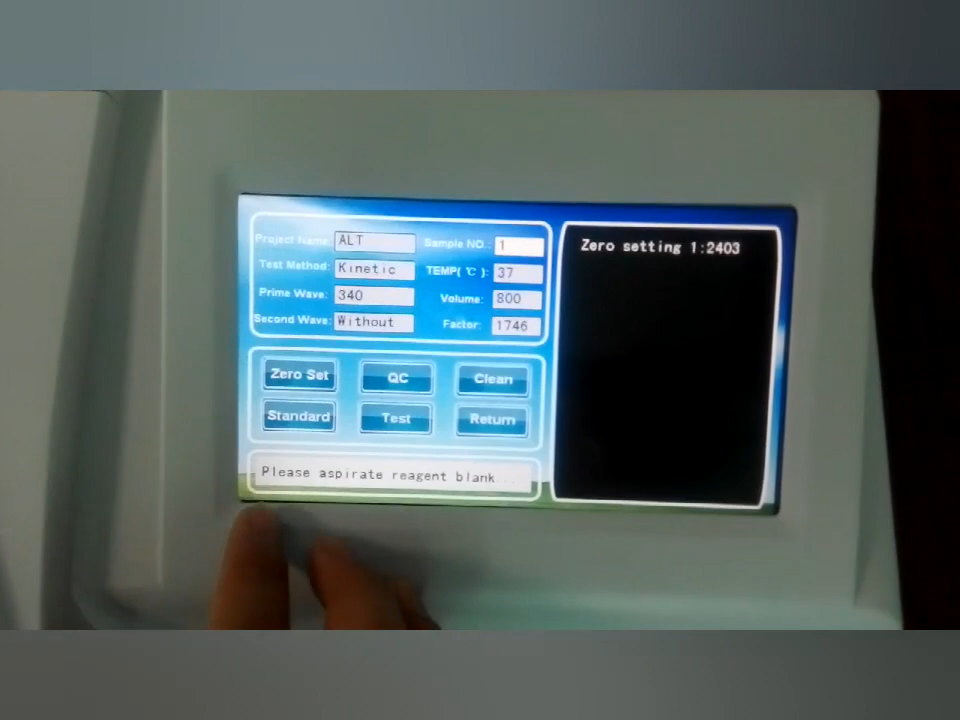 Project Name: ALT Sample NO.: 1
Test Method: Kinetic TEMP(℃): 37
Prime Wave: 340 Volume: 800
Second Wave: Without Factor: 1746
Zero Set QC Clean
Standard Test Return
Please aspirate reagent blank...
Zero setting 1:2403